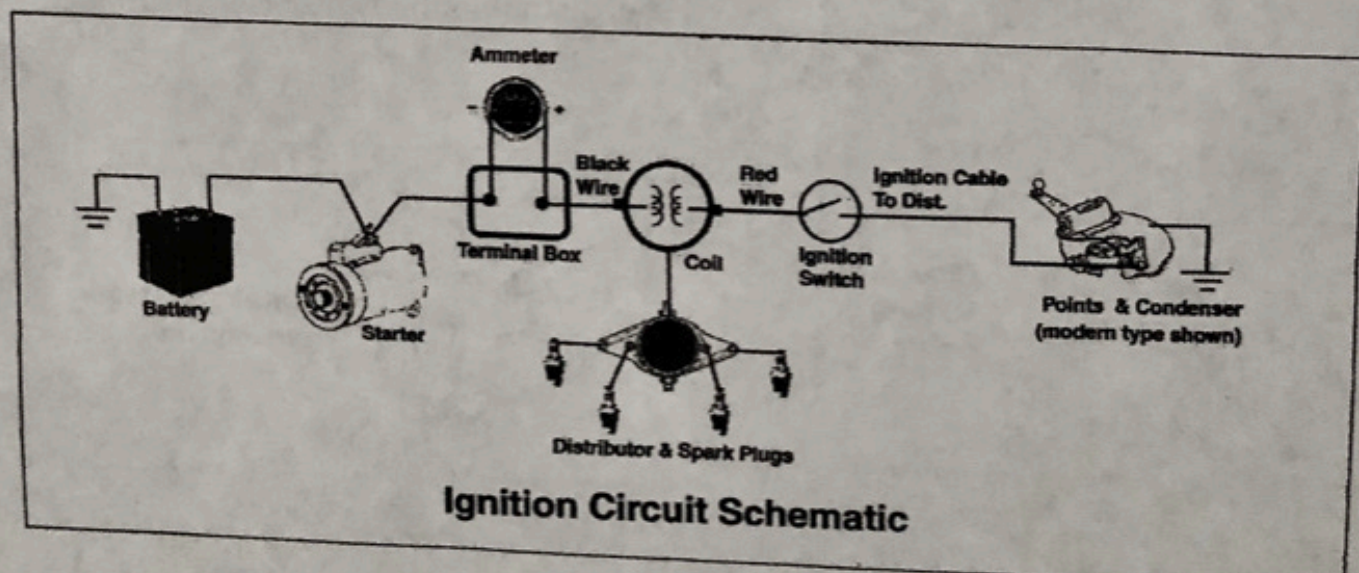 Ammeter
- +
Black
Wire
Red
Wire
Ignition Cable
To Dist.
Terminal Box
Coil
Ignition
Switch
Battery
Starter
Points & Condenser
(modern type shown)
Distributor & Spark Plugs
Ignition Circuit Schematic